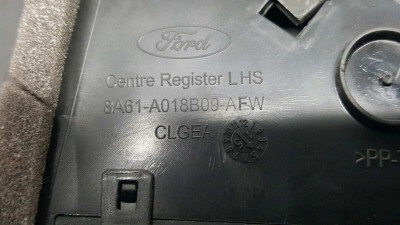 Ford
Centre Register LHS
8A61-A018B09-AFW
CLGEA
>PP-